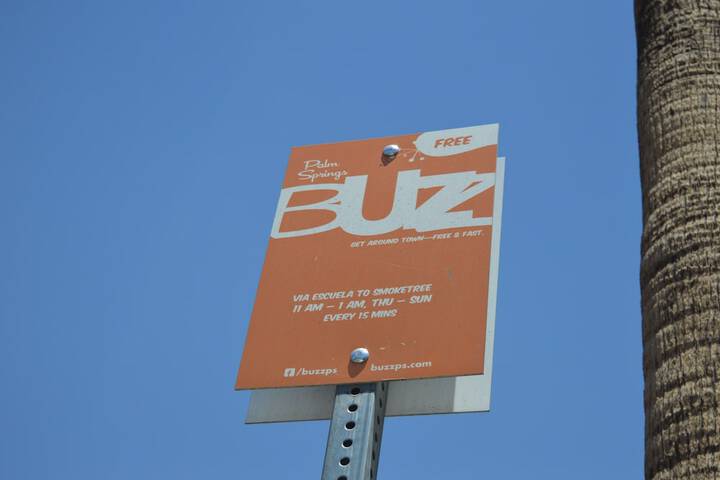 FREE
Palm
Springs
BUZZ
GET AROUND TOWN—FREE & FAST.
VIA ESCUELA TO SMOKETREE
11 AM – 1 AM, THU – SUN
EVERY 15 MINS
f/buzzps buzzps.com